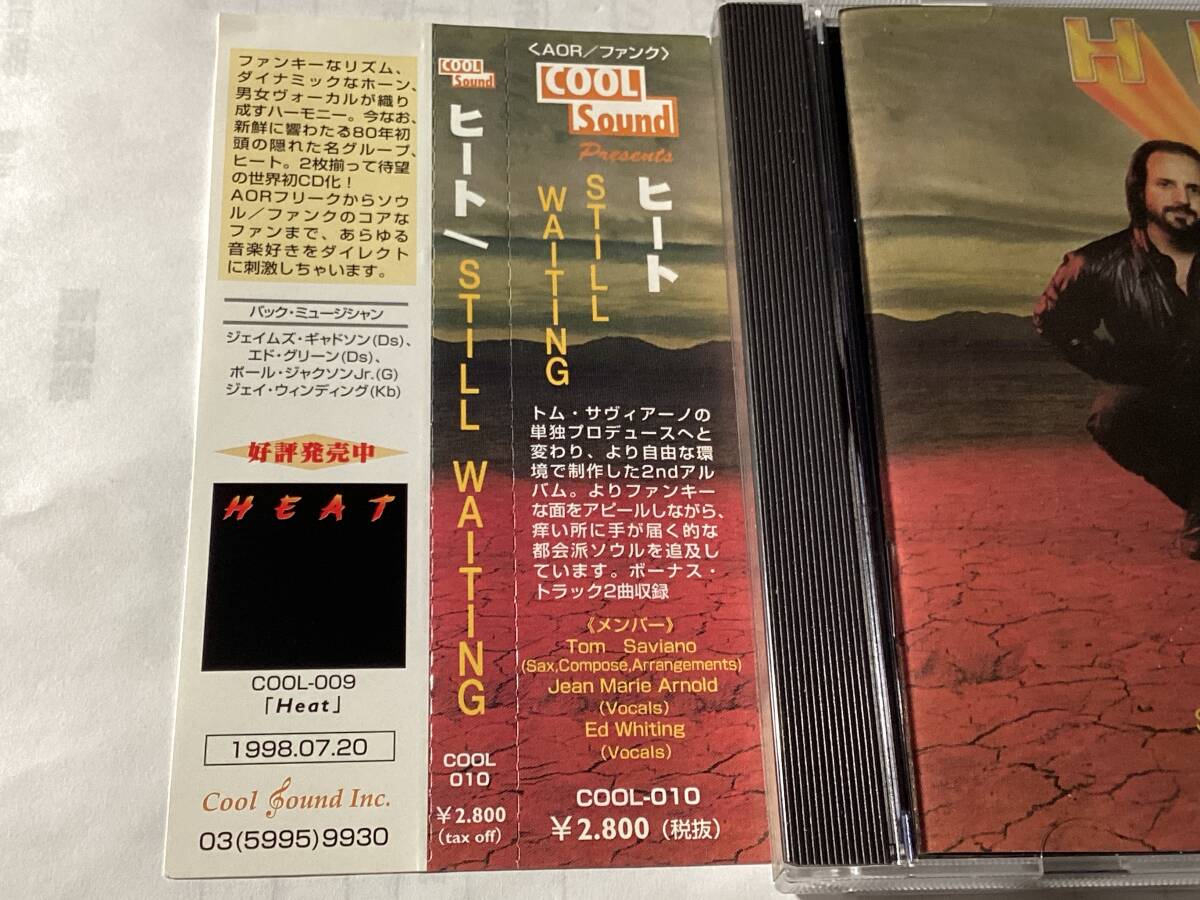 ファンキーなリズム、
ダイナミックなホーン、
男女ヴォーカルが織り
成すハーモニー。今なお、
新鮮に響わたる80年初
頭の隠れた名グループ、
ヒート。2枚揃って待望
の世界初CD化！
AORフリークからソウ
ル／ファンクのコアな
ファンまで、あらゆる
音楽好きをダイレクト
に刺激しちゃいます。
バック・ミュージシャン
ジェイムズ・ギャドソン(Ds)、
エド・グリーン(Ds)、
ポール・ジャクソンJr.(G)
ジェイ・ウィンディング(Kb)
好評発売中
HEAT
COOL-009
「Heat」
1998.07.20
Cool Sound Inc.
03(5995)9930
COOL
Sound
ヒート／STILL WAITING
COOL
010
￥2.800
(tax off)
〈AOR／ファンク〉
COOL
Sound
Presents
ヒート
STILL
WAITING
トム・サヴィアーノの
単独プロデュースへと
変わり、より自由な環
境で制作した2ndアル
バム。よりファンキー
な面をアピールしながら、
痒い所に手が届く的な
都会派ソウルを追及し
ています。ボーナス・
トラック2曲収録
《メンバー》
Tom Saviano
(Sax,Compose,Arrangements)
Jean Marie Arnold
(Vocals)
Ed Whiting
(Vocals)
COOL-010
￥2.800（税抜）
H